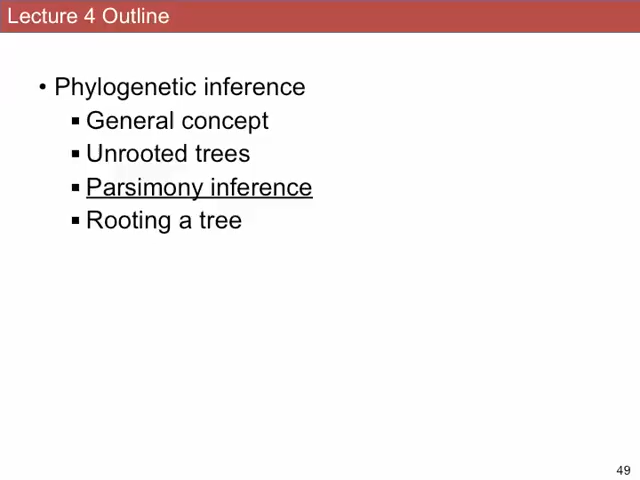 Lecture 4 Outline
• Phylogenetic inference
▪ General concept
▪ Unrooted trees
▪ Parsimony inference
▪ Rooting a tree
49